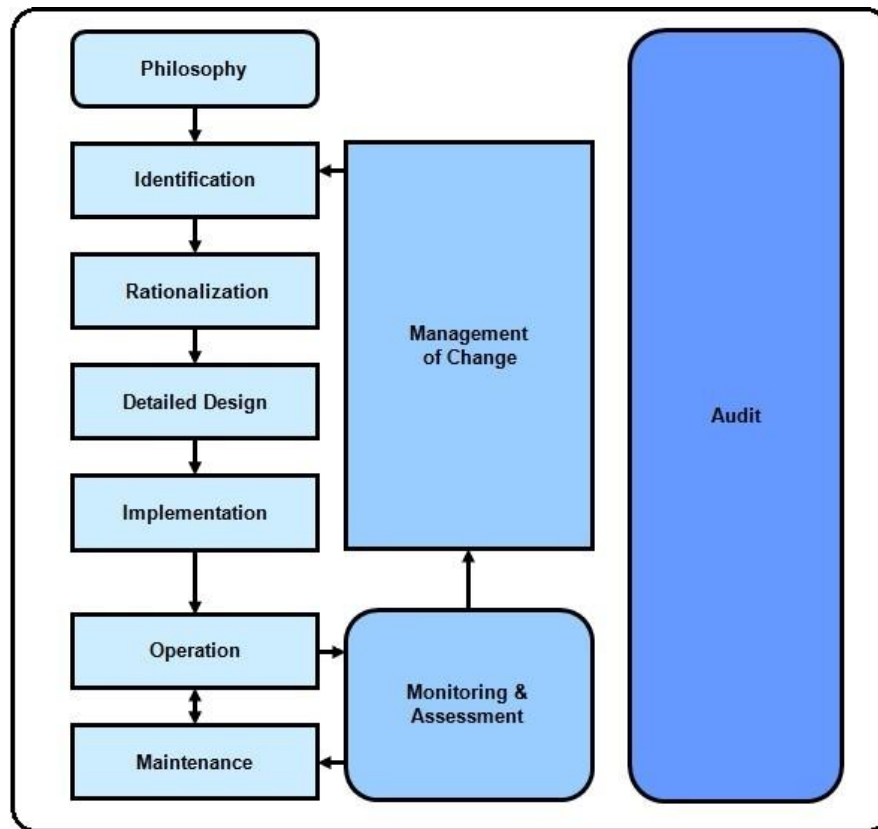 Philosophy
Identification
Rationalization
Detailed Design
Implementation
Operation
Maintenance
Management
of Change
Monitoring &
Assessment
Audit